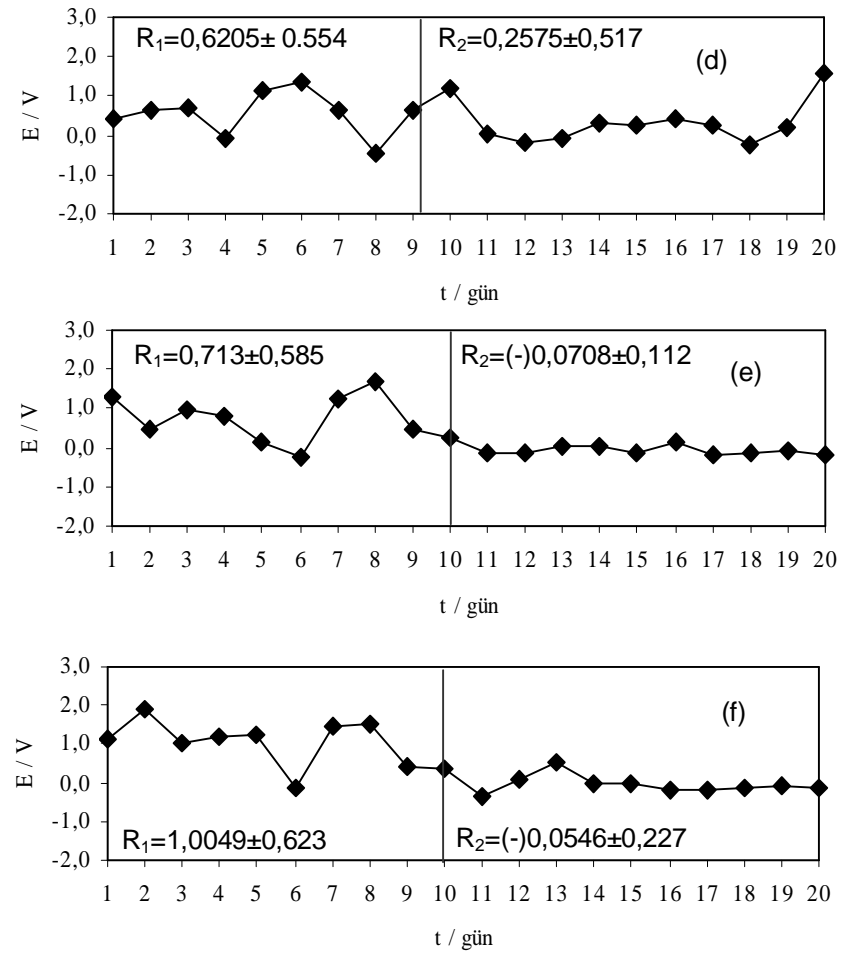 3,0
R1=0,6205± 0.554 R2=0,2575±0,517
(d)
2,0
1,0
0,0
-1,0
-2,0
E / V
1 2 3 4 5 6 7 8 9 10 11 12 13 14 15 16 17 18 19 20
t / gün
3,0
R1=0,713±0,585 R2=(-)0,0708±0,112
(e)
2,0
1,0
0,0
-1,0
-2,0
E / V
1 2 3 4 5 6 7 8 9 10 11 12 13 14 15 16 17 18 19 20
t / gün
3,0
2,0
(f)
1,0
0,0
-1,0
R1=1,0049±0,623 R2=(-)0,0546±0,227
-2,0
E / V
1 2 3 4 5 6 7 8 9 10 11 12 13 14 15 16 17 18 19 20
t / gün